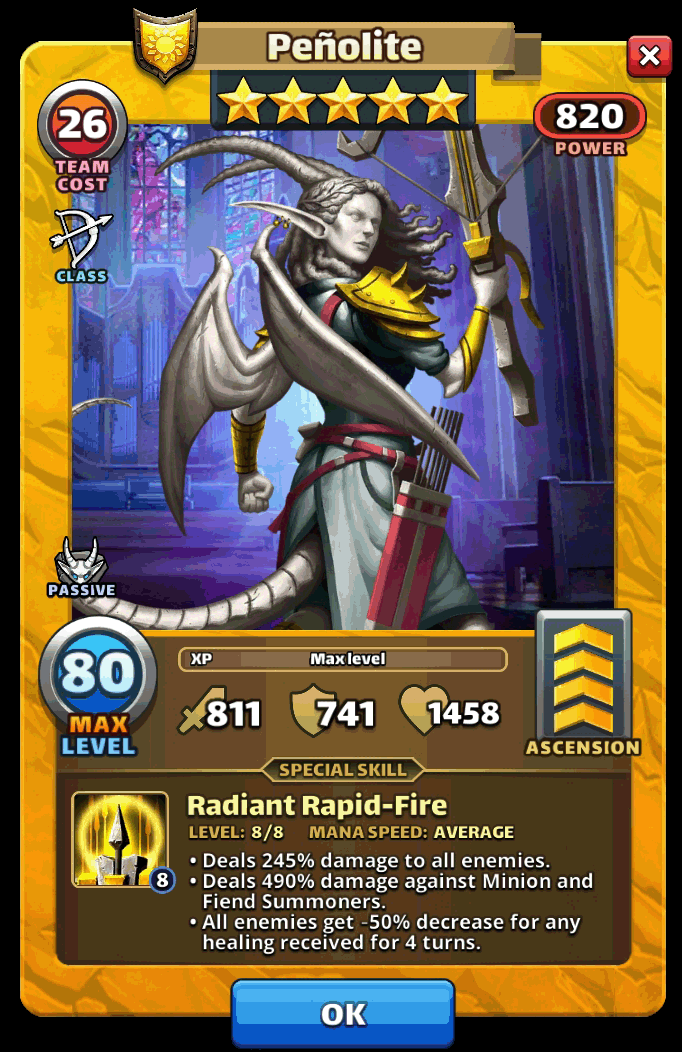 Peñolite
26
TEAM
COST
820
POWER
CLASS
PASSIVE
80
MAX
LEVEL
XP Max level
811 741 1458
ASCENSION
SPECIAL SKILL
Radiant Rapid-Fire
LEVEL: 8/8 MANA SPEED: AVERAGE
8
• Deals 245% damage to all enemies.
• Deals 490% damage against Minion and
Fiend Summoners.
• All enemies get -50% decrease for any
healing received for 4 turns.
OK